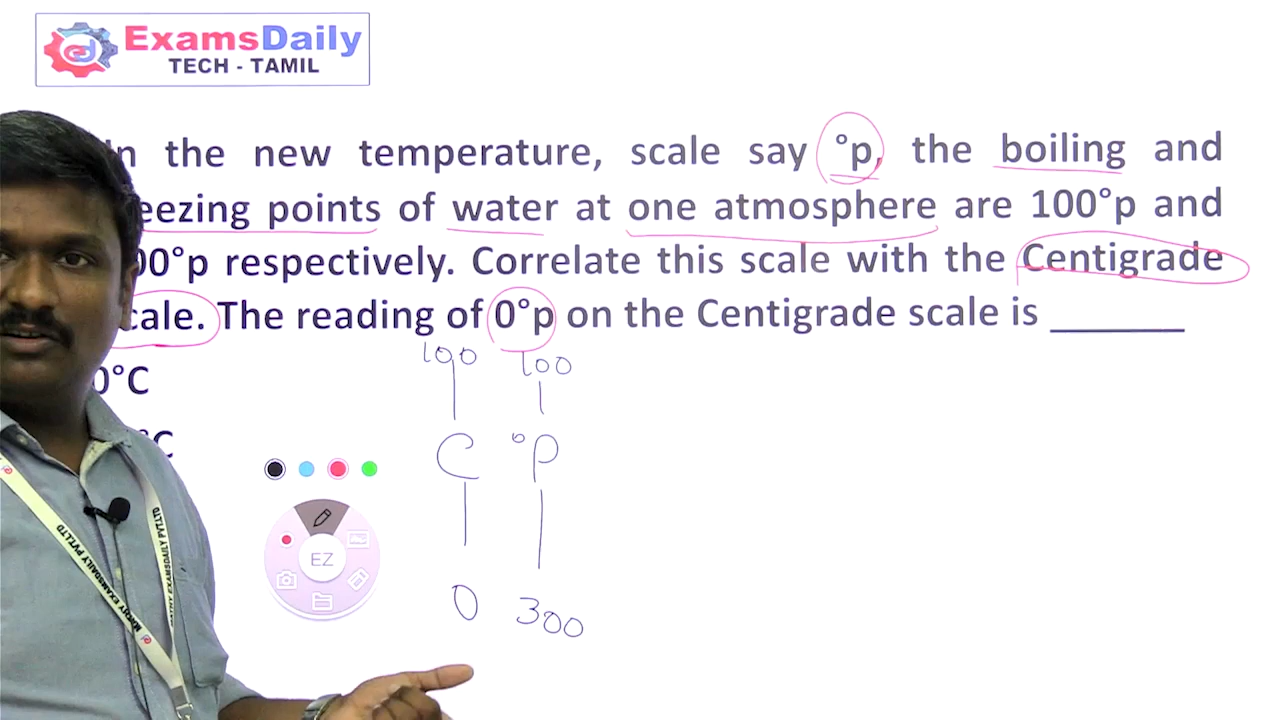 ExamsDaily
TECH - TAMIL
In the new temperature, scale say °p, the boiling and
eezing points of water at one atmosphere are 100°p and
00°p respectively. Correlate this scale with the Centigrade
cale. The reading of 0°p on the Centigrade scale is ______
0°C
°C
100 100
C °P
EZ
0 300